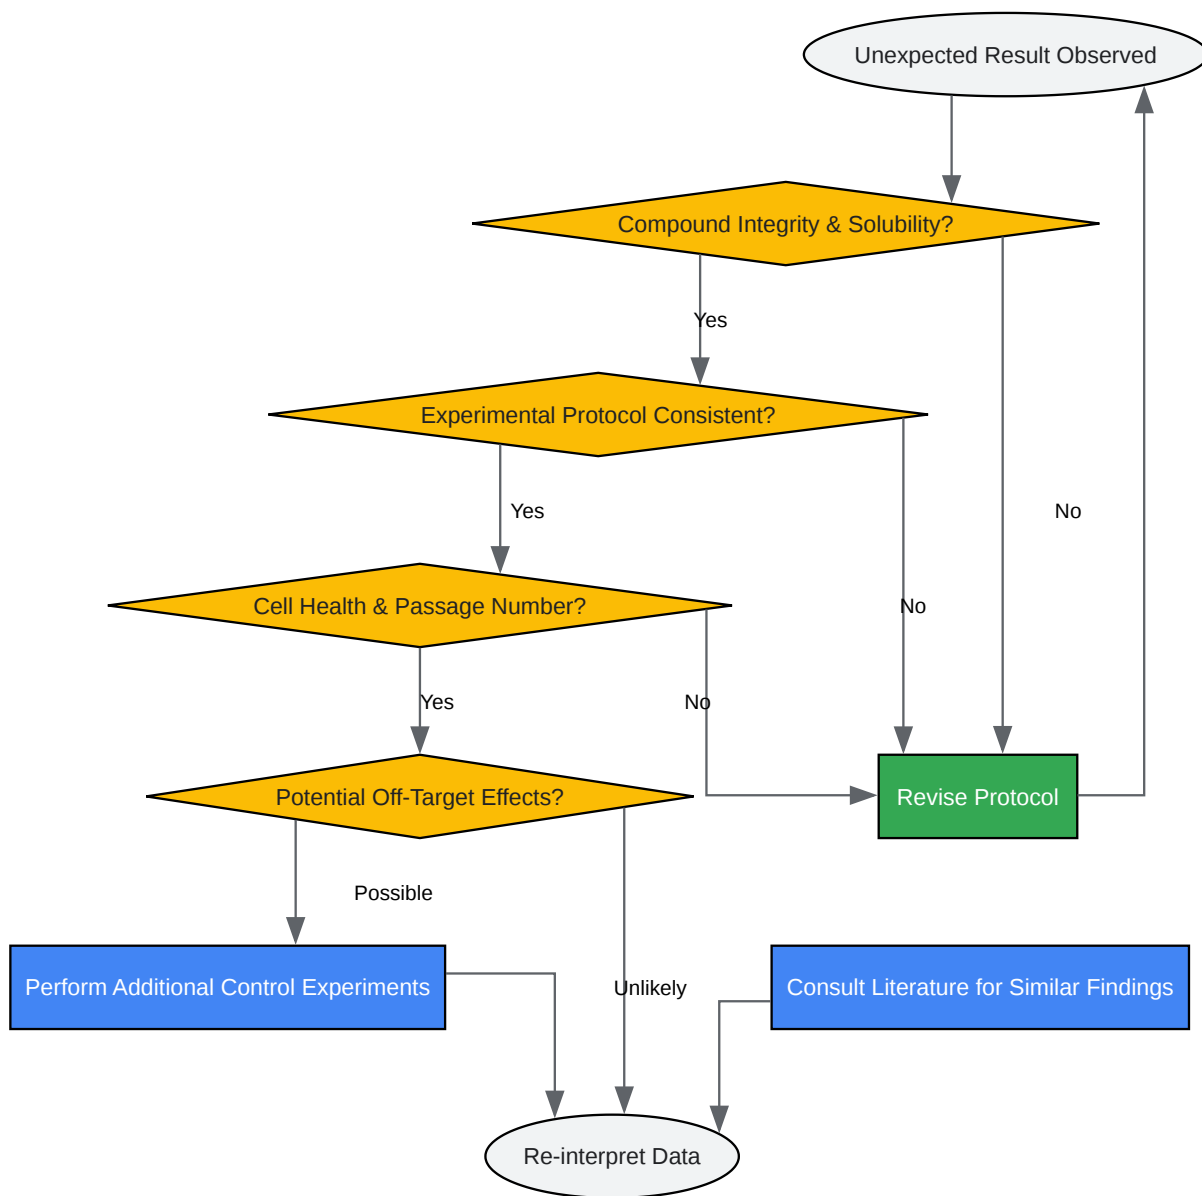 Unexpected Result Observed
Compound Integrity & Solubility?
Yes
Experimental Protocol Consistent?
Yes
No
Cell Health & Passage Number?
No
Yes
No
Potential Off-Target Effects?
Revise Protocol
Possible
Perform Additional Control Experiments
Unlikely
Consult Literature for Similar Findings
Re-interpret Data